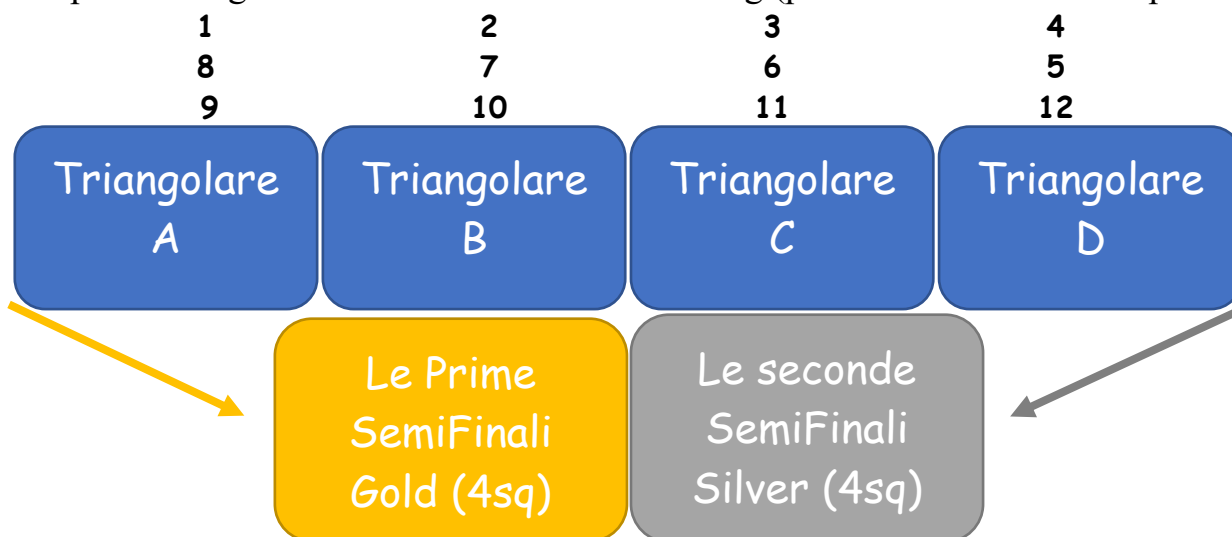 1 2 3 4
8 7 6 5
9 10 11 12
Triangolare Triangolare Triangolare Triangolare
A B C D
Le Prime Le seconde
SemiFinali SemiFinali
Gold (4sq) Silver (4sq)